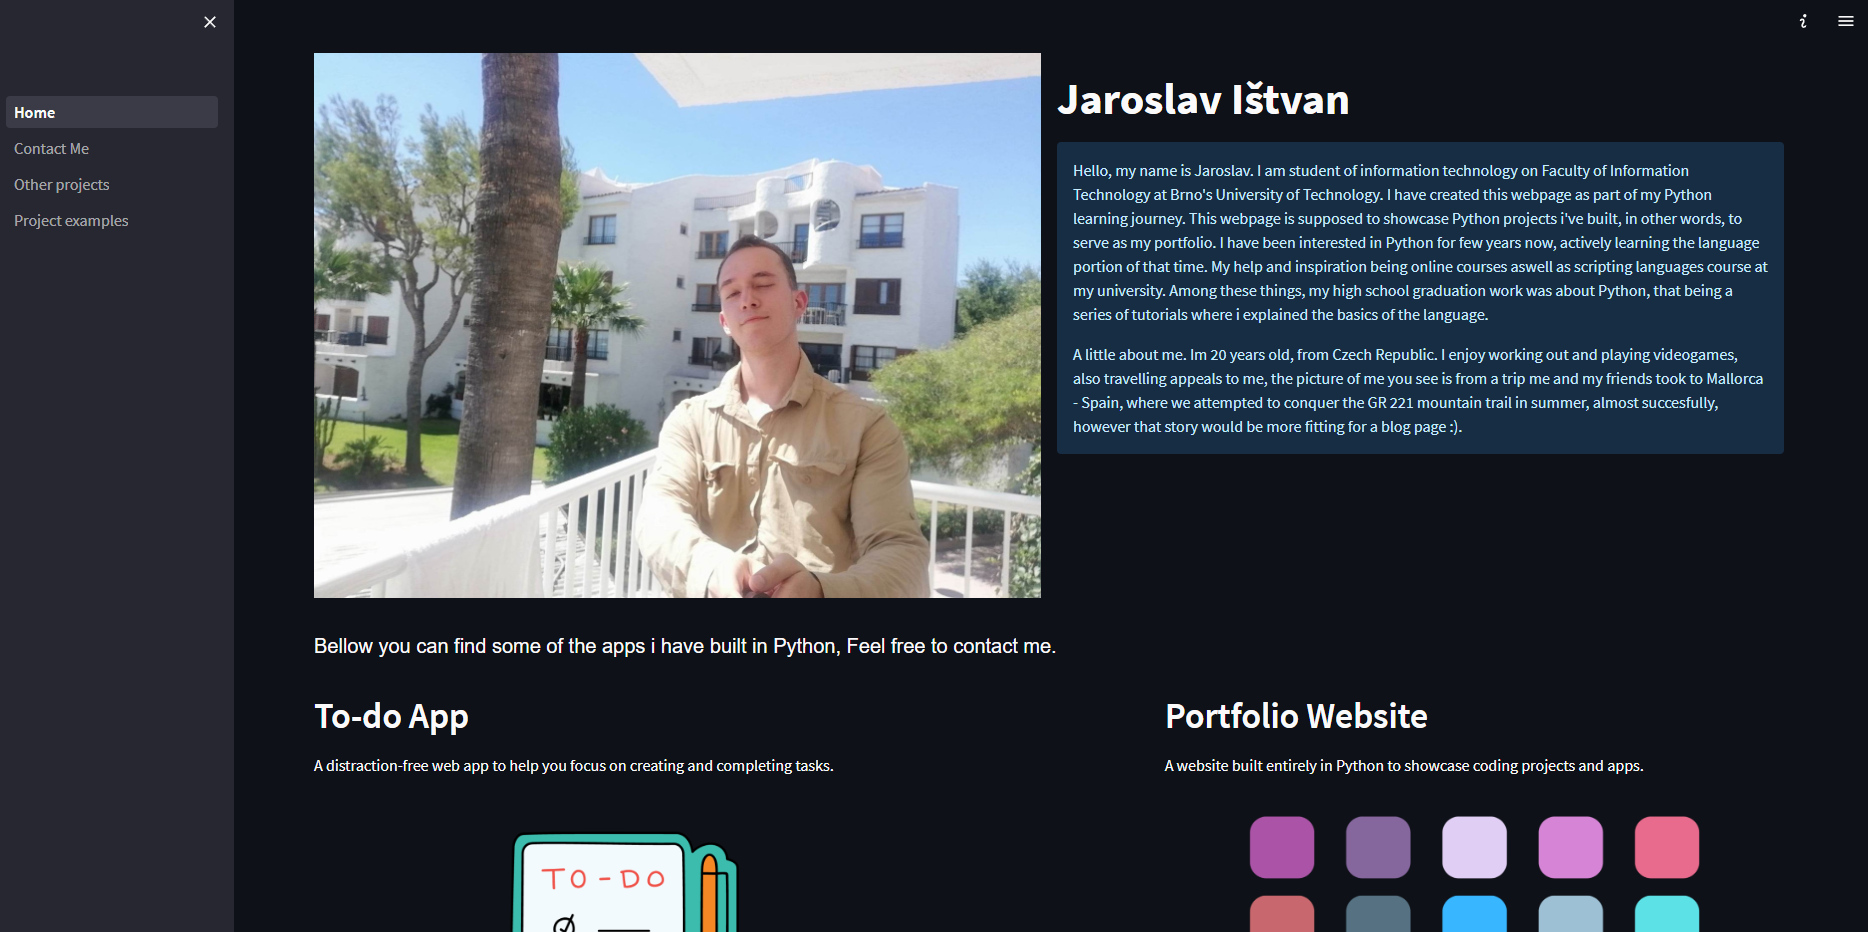 Home
Contact Me
Other projects
Project examples
Jaroslav Ištvan
Hello, my name is Jaroslav. I am student of information technology on Faculty of Information
Technology at Brno's University of Technology. I have created this webpage as part of my Python
learning journey. This webpage is supposed to showcase Python projects i've built, in other words, to
serve as my portfolio. I have been interested in Python for few years now, actively learning the language
portion of that time. My help and inspiration being online courses aswell as scripting languages course at
my university. Among these things, my high school graduation work was about Python, that being a
series of tutorials where i explained the basics of the language.
A little about me. Im 20 years old, from Czech Republic. I enjoy working out and playing videogames,
also travelling appeals to me, the picture of me you see is from a trip me and my friends took to Mallorca
- Spain, where we attempted to conquer the GR 221 mountain trail in summer, almost succesfully,
however that story would be more fitting for a blog page :).
Bellow you can find some of the apps i have built in Python, Feel free to contact me.
To-do App
A distraction-free web app to help you focus on creating and completing tasks.
TO-DO
Portfolio Website
A website built entirely in Python to showcase coding projects and apps.